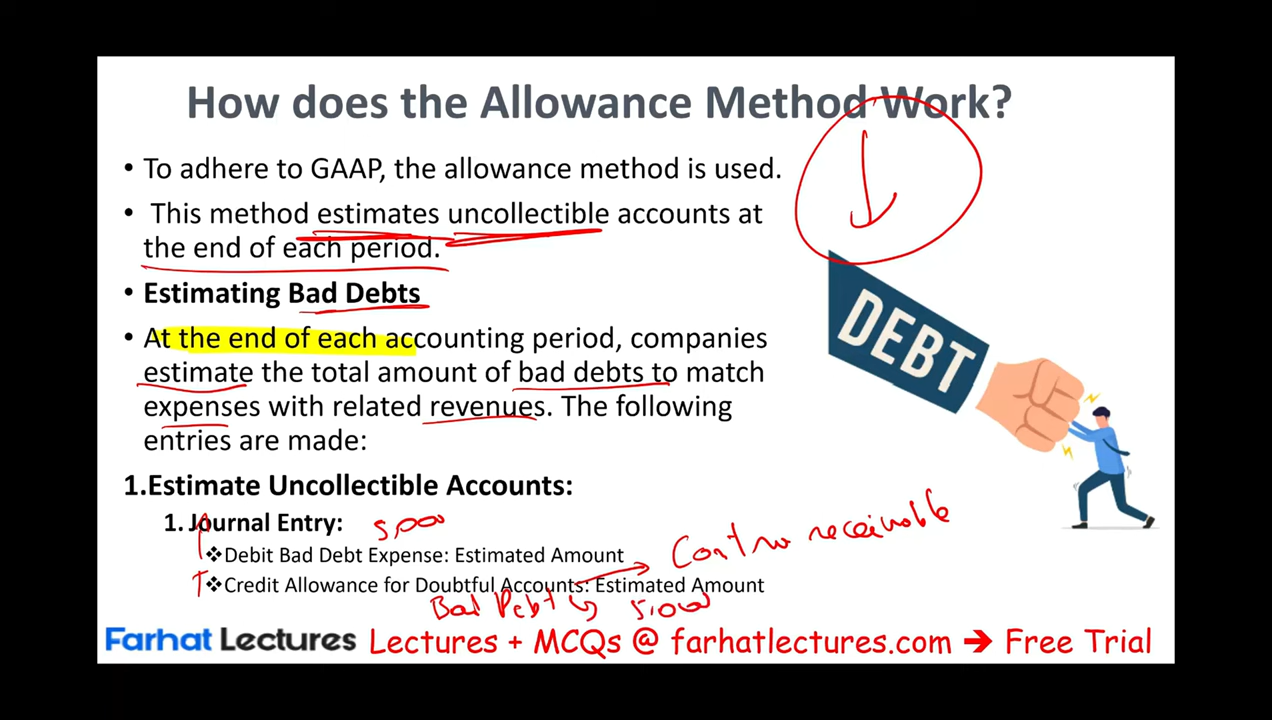 How does the Allowance Method Work?
• To adhere to GAAP, the allowance method is used.
• This method estimates uncollectible accounts at
the end of each period.
• Estimating Bad Debts
• At the end of each accounting period, companies
estimate the total amount of bad debts to match
expenses with related revenues. The following
entries are made:
1.Estimate Uncollectible Accounts:
1. Journal Entry: 5,000
❖Debit Bad Debt Expense: Estimated Amount
Contra receivable
❖Credit Allowance for Doubtful Accounts: Estimated Amount
Bad Debt 5,000
DEBT
Farhat Lectures Lectures + MCQs @ farhatlectures.com ➔ Free Trial